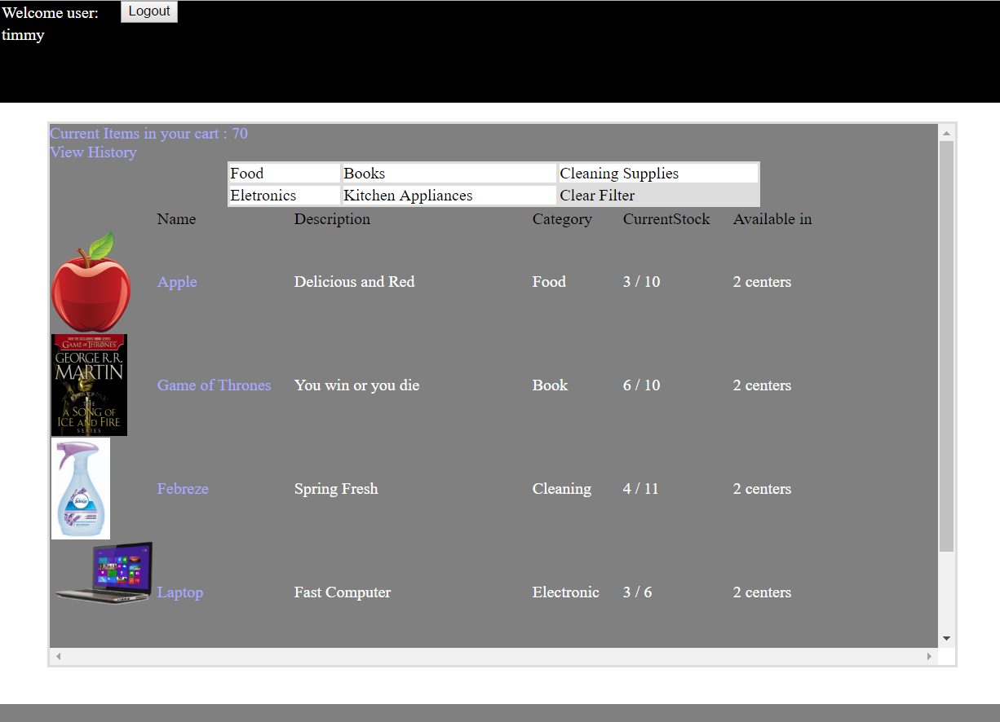 Welcome user: Logout
timmy
Current Items in your cart : 70
View History
Food Books Cleaning Supplies
Eletronics Kitchen Appliances Clear Filter
Name Description Category CurrentStock Available in
Apple Delicious and Red Food 3 / 10 2 centers
GAME OF THRONES
GEORGE R.R.
MARTIN
Game of Thrones You win or you die Book 6 / 10 2 centers
THE
A SONG OF
ICE AND FIRE
SERIES
febreze
Febreze Spring Fresh Cleaning 4 / 11 2 centers
Laptop Fast Computer Electronic 3 / 6 2 centers